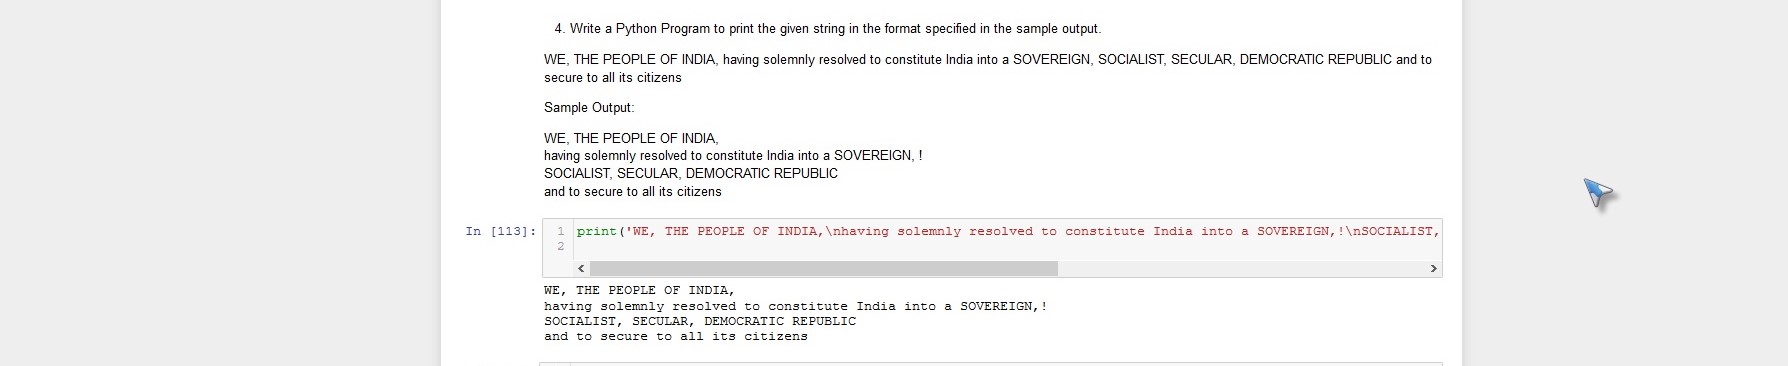 4. Write a Python Program to print the given string in the format specified in the sample output.
WE, THE PEOPLE OF INDIA, having solemnly resolved to constitute India into a SOVEREIGN, SOCIALIST, SECULAR, DEMOCRATIC REPUBLIC and to
secure to all its citizens
Sample Output:
WE, THE PEOPLE OF INDIA,
having solemnly resolved to constitute India into a SOVEREIGN, !
SOCIALIST, SECULAR, DEMOCRATIC REPUBLIC
and to secure to all its citizens
In [113]: 1 print('WE, THE PEOPLE OF INDIA,\nhaving solemnly resolved to constitute India into a SOVEREIGN,!\nSOCIALIST,
2
WE, THE PEOPLE OF INDIA,
having solemnly resolved to constitute India into a SOVEREIGN,!
SOCIALIST, SECULAR, DEMOCRATIC REPUBLIC
and to secure to all its citizens